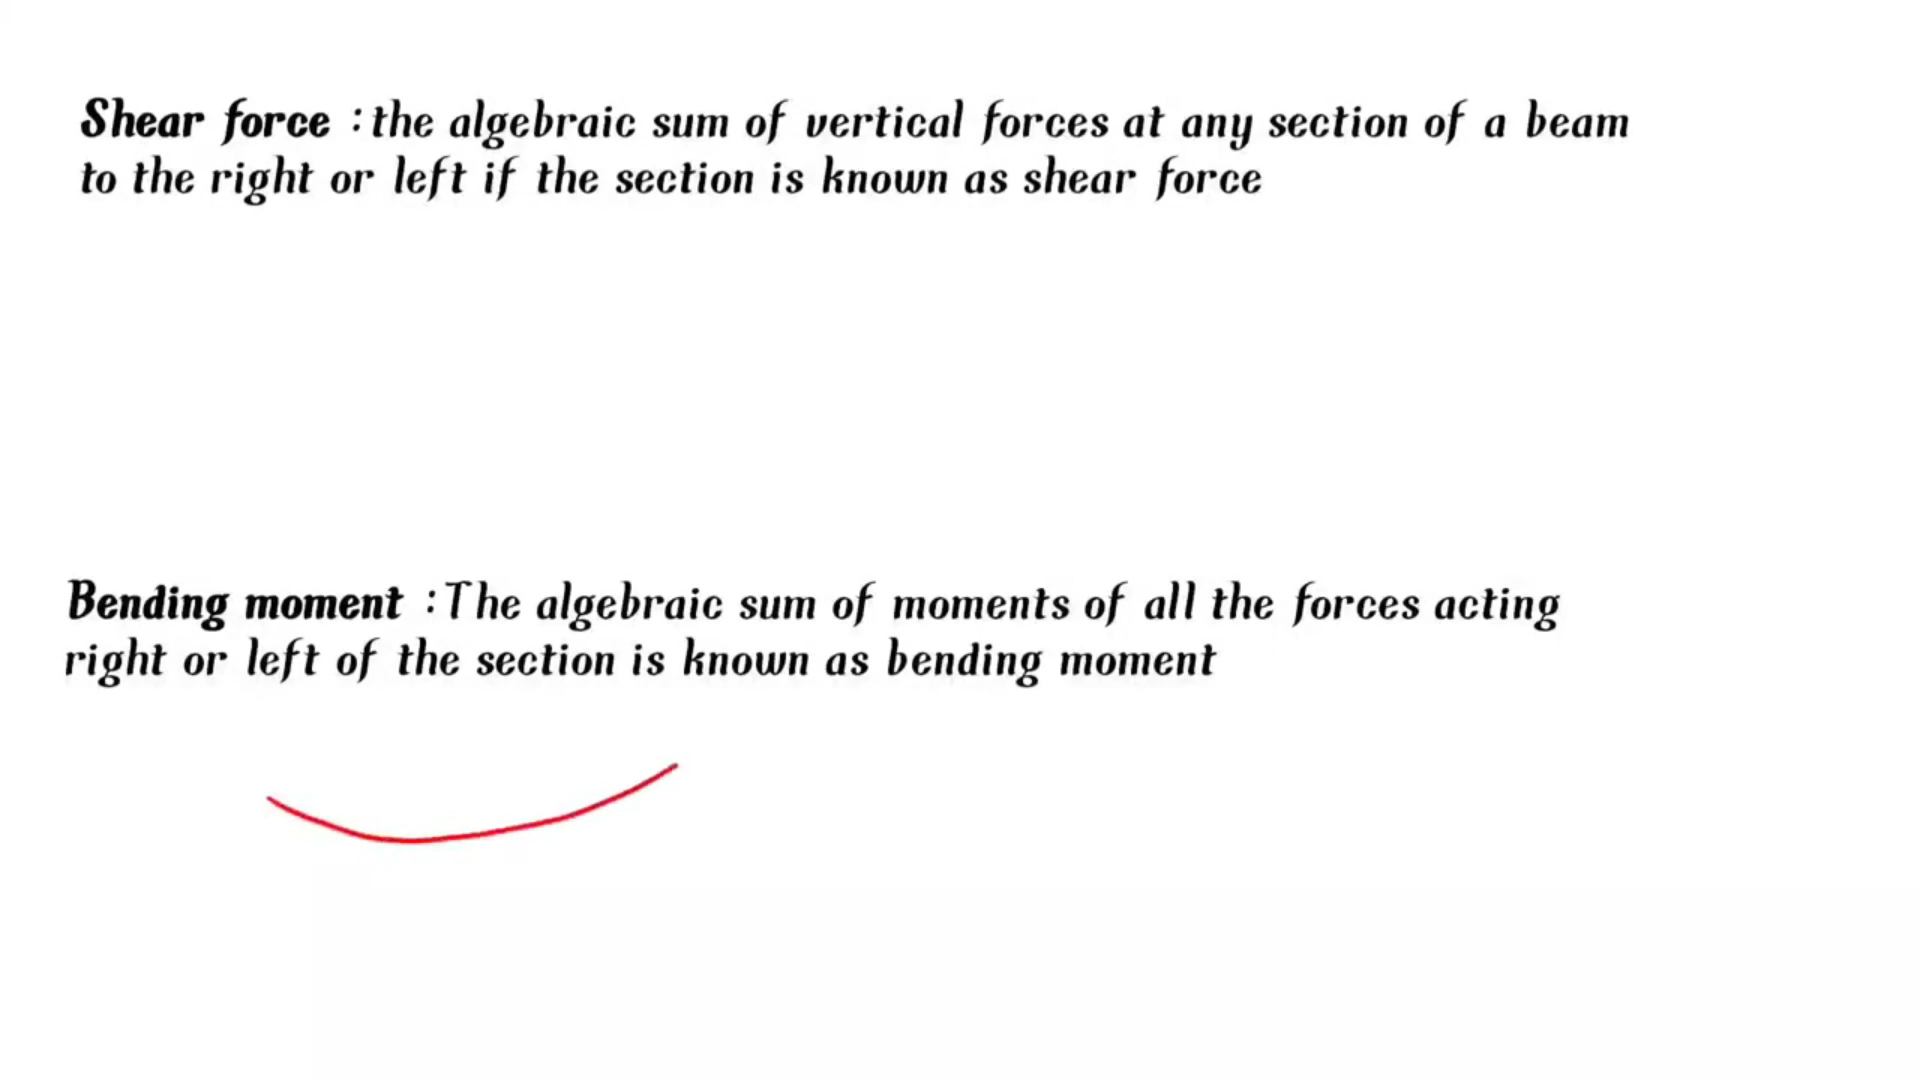 Shear force : the algebraic sum of vertical forces at any section of a beam
to the right or left if the section is known as shear force
Bending moment : The algebraic sum of moments of all the forces acting
right or left of the section is known as bending moment